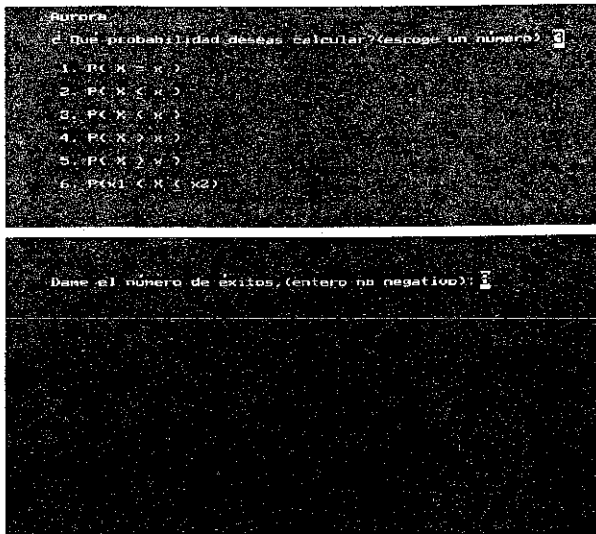 Aurora
¿ Que probabilidad deseas calcular?(escoge un número) 3
1. P( X = x )
2. P( X < x )
3. P( X < x )
4. P( X > x )
5. P( X > x )
6. P(x1 < X < x2)
Dame el número de éxitos,(entero no negativo):